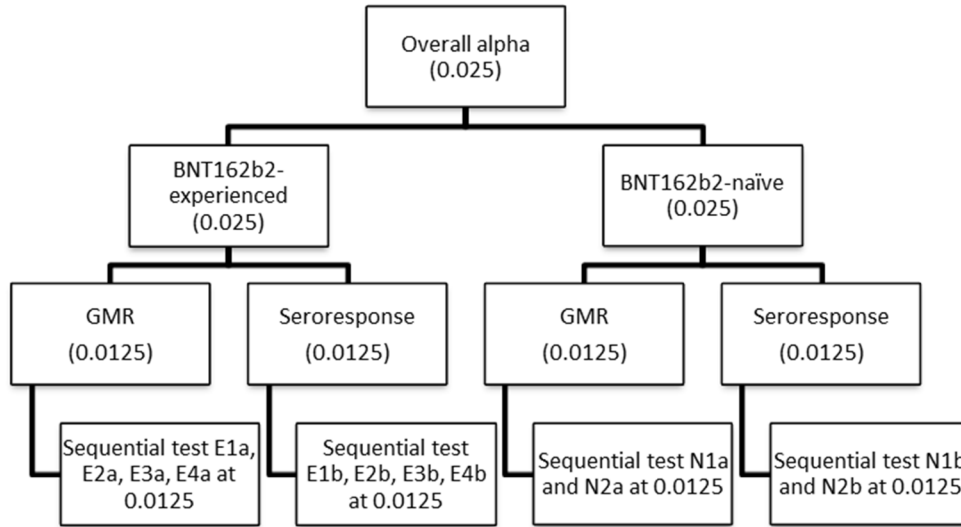 Overall alpha
(0.025)
BNT162b2-
experienced
(0.025)
BNT162b2-naïve
(0.025)
GMR
(0.0125)
Seroresponse
(0.0125)
GMR
(0.0125)
Seroresponse
(0.0125)
Sequential test E1a,
E2a, E3a, E4a at
0.0125
Sequential test
E1b, E2b, E3b, E4b
at 0.0125
Sequential test N1a
and N2a at 0.0125
Sequential test N1b
and N2b at 0.0125